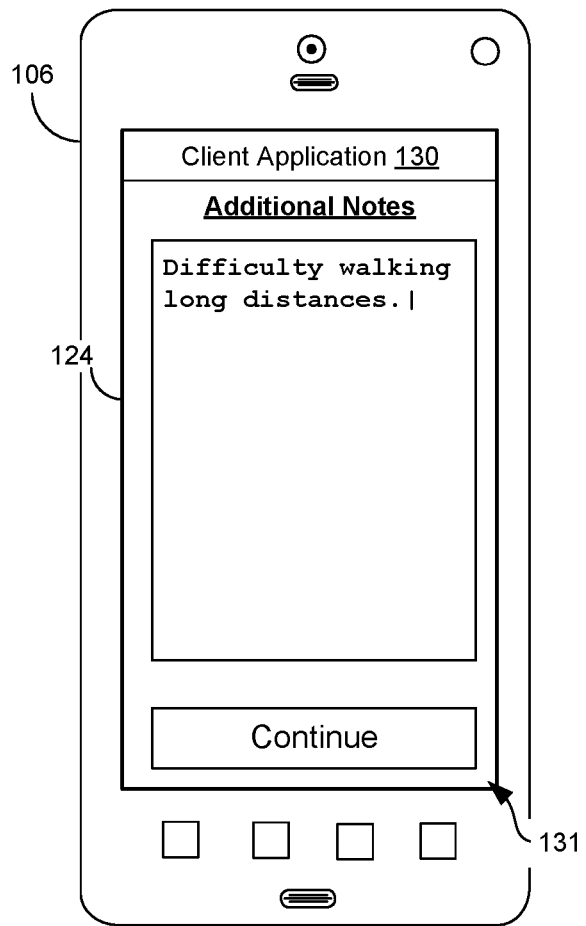 106
Client Application 130
Additional Notes
Difficulty walking
long distances.|
124
Continue
131